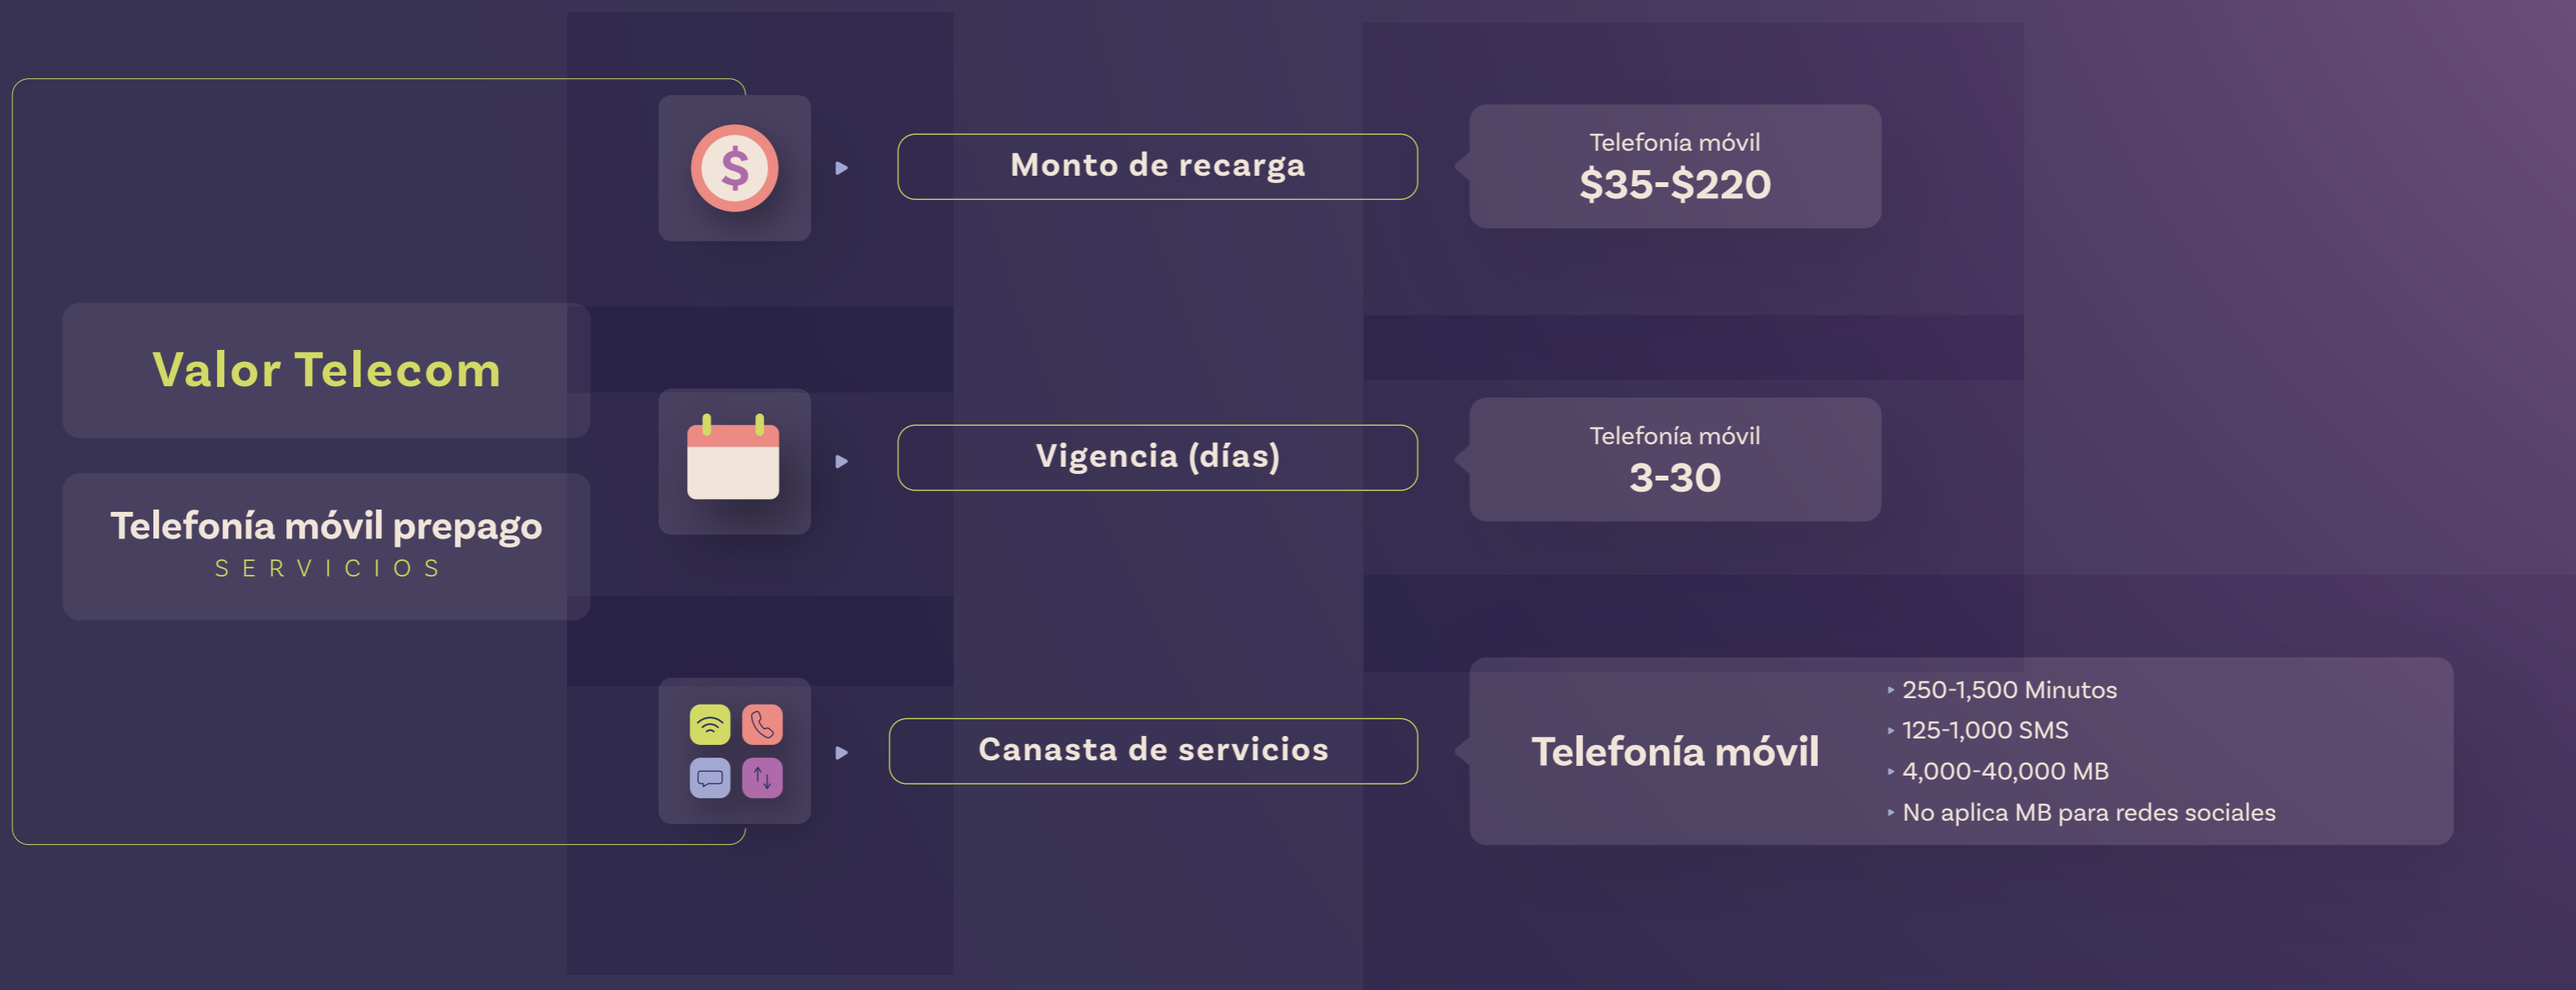 Valor Telecom
Telefonía móvil prepago
SERVICIOS
$
Monto de recarga
Telefonía móvil
$35-$220
Vigencia (días)
Telefonía móvil
3-30
Canasta de servicios
Telefonía móvil
250-1,500 Minutos
125-1,000 SMS
4,000-40,000 MB
No aplica MB para redes sociales